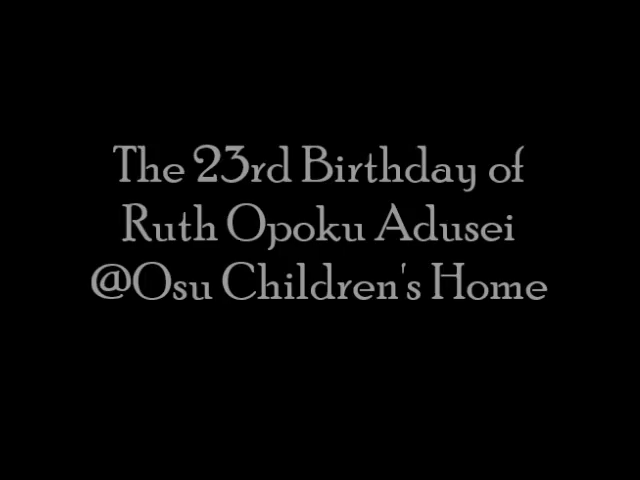 The 23rd Birthday of
Ruth Opoku Adusei
@Osu Children's Home